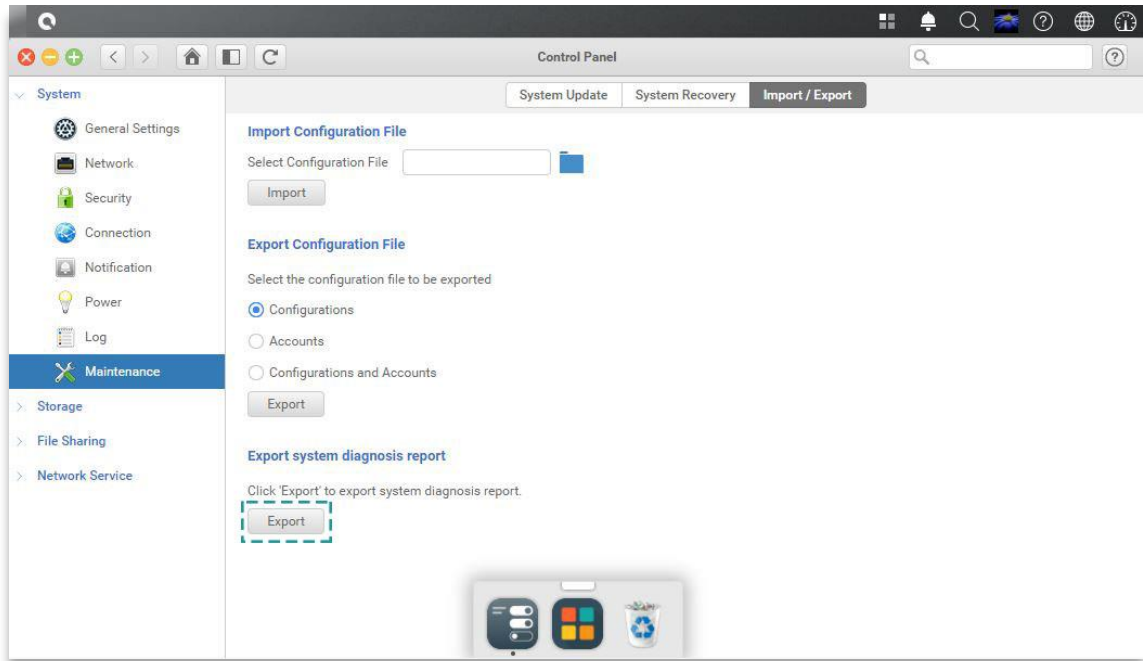 Control Panel
System
General Settings
Network
Security
Connection
Notification
Power
Log
Maintenance
Storage
File Sharing
Network Service
System Update System Recovery Import / Export
Import Configuration File
Select Configuration File
Import
Export Configuration File
Select the configuration file to be exported
Configurations
Accounts
Configurations and Accounts
Export
Export system diagnosis report
Click 'Export' to export system diagnosis report.
Export